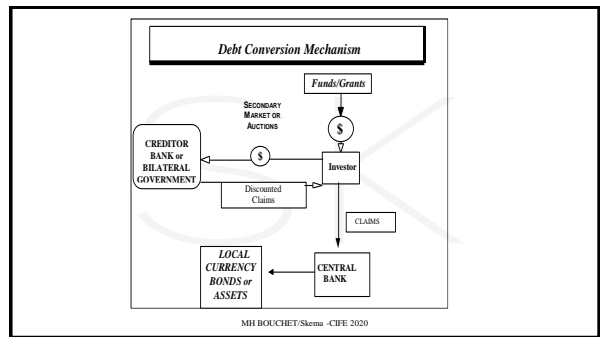 Debt Conversion Mechanism
Funds/Grants
SECONDARY
MARKET OR
AUCTIONS
$
CREDITOR
BANK or
BILATERAL
GOVERNMENT
$
Investor
Discounted
Claims
CLAIMS
LOCAL
CURRENCY
BONDS or
ASSETS
CENTRAL
BANK
MH BOUCHET/Skema -CIFE 2020